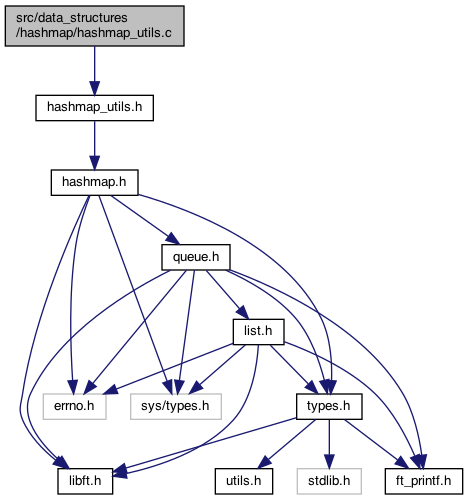 src/data_structures
/hashmap/hashmap_utils.c
hashmap_utils.h
hashmap.h
queue.h
list.h
errno.h
sys/types.h
types.h
libft.h
utils.h
stdlib.h
ft_printf.h